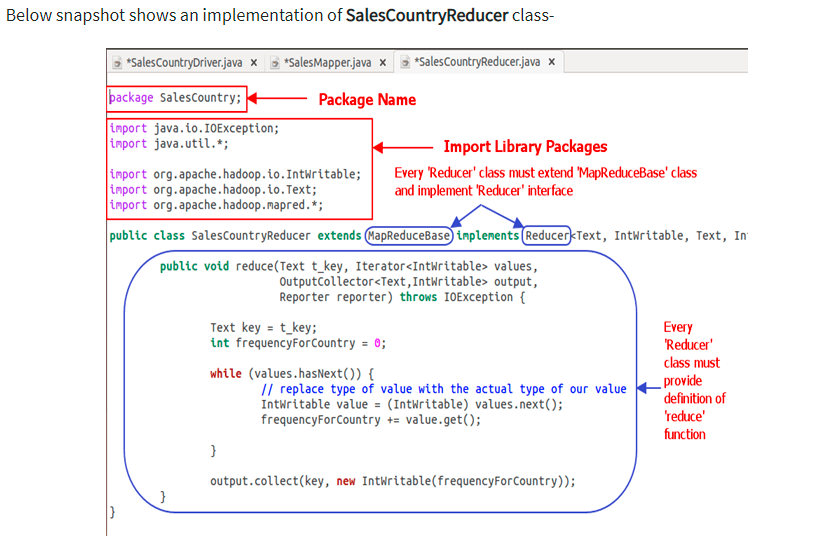 Below snapshot shows an implementation of SalesCountryReducer class-
*SalesCountryDriver.java x *SalesMapper.java x *SalesCountryReducer.java x
package SalesCountry;
Package Name
import java.io.IOException;
import java.util.*;
Import Library Packages
import org.apache.hadoop.io.IntWritable;
import org.apache.hadoop.io.Text;
import org.apache.hadoop.mapred.*;
Every 'Reducer' class must extend 'MapReduceBase' class
and implement 'Reducer' interface
public class SalesCountryReducer extends MapReduceBase implements Reducer<Text, IntWritable, Text, In
public void reduce(Text t_key, Iterator<IntWritable> values,
OutputCollector<Text,IntWritable> output,
Reporter reporter) throws IOException {
Text key = t_key;
int frequencyForCountry = 0;
while (values.hasNext()) {
// replace type of value with the actual type of our value
IntWritable value = (IntWritable) values.next();
frequencyForCountry += value.get();
}
output.collect(key, new IntWritable(frequencyForCountry));
}
}
Every
'Reducer'
class must
provide
definition of
'reduce'
function